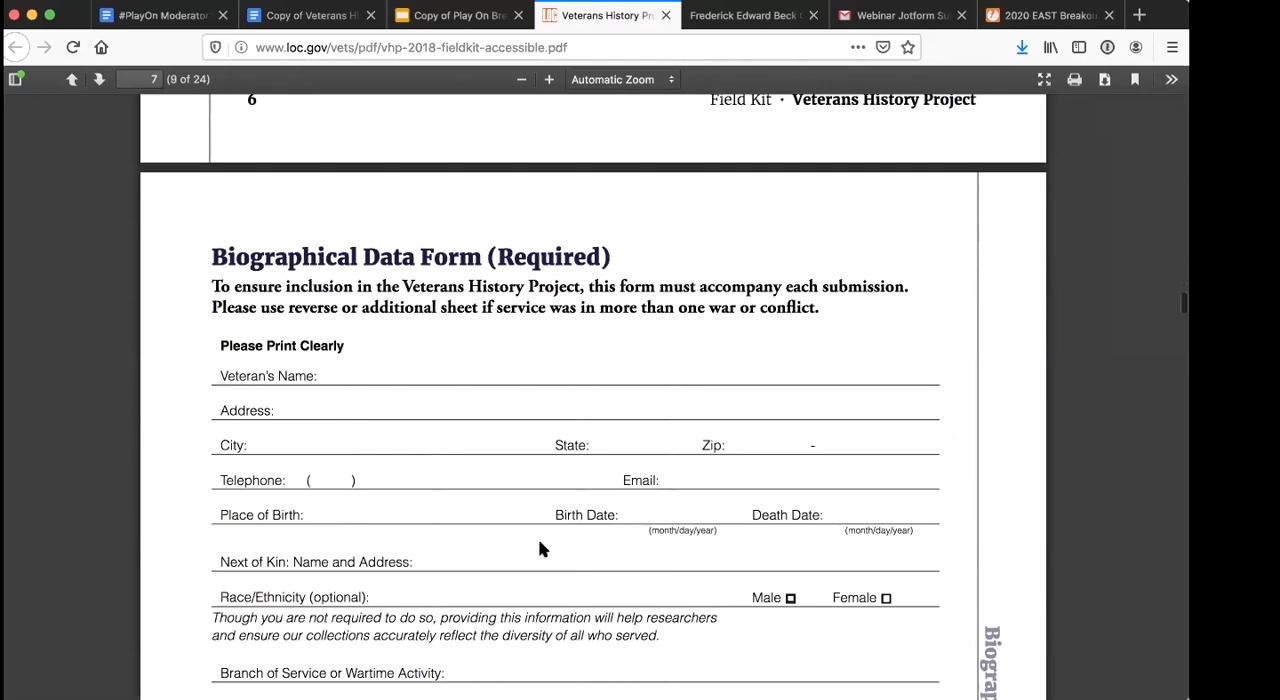 #PlayOn Moderator
Copy of Veterans Hi
Copy of Play On Bre
Veterans History Pro
Frederick Edward Beck
Webinar Jotform Su
2020 EAST Breakou
www.loc.gov/vets/pdf/vhp-2018-fieldkit-accessible.pdf
7 (9 of 24)
Automatic Zoom
6 Field Kit · Veterans History Project
Biographical Data Form (Required)
To ensure inclusion in the Veterans History Project, this form must accompany each submission.
Please use reverse or additional sheet if service was in more than one war or conflict.
Please Print Clearly
Veteran's Name:
Address:
City: State: Zip: -
Telephone: ( ) Email:
Place of Birth: Birth Date: Death Date:
(month/day/year) (month/day/year)
Next of Kin: Name and Address:
Race/Ethnicity (optional): Male Female
Though you are not required to do so, providing this information will help researchers
and ensure our collections accurately reflect the diversity of all who served.
Branch of Service or Wartime Activity:
Biograp